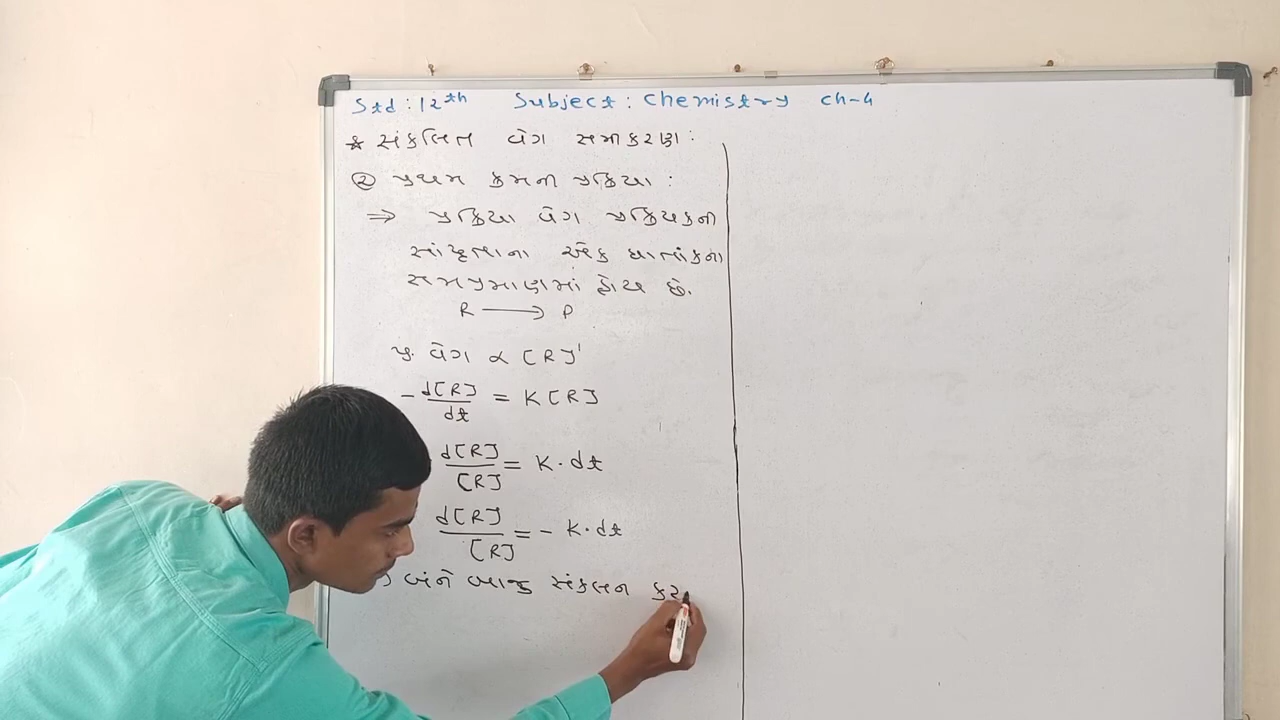 Std : 12th Subject : Chemistry ch-4
* સંકલિત વેગ સમીકરણ :
② પ્રથમ ક્રમની પ્રક્રિયા :
⇒ પ્રક્રિયા વેગ પ્રક્રિયકની
સાંદ્રતાના એક ઘાતાંકના
સમપ્રમાણમાં હોય છે.
R ⟶ P
પ્ર. વેગ ∝ [R]¹
- d[R]/dt = K[R]
d[R]/[R] = K · dt
d[R]/[R] = - K · dt
બંને બાજુ સંકલન કર